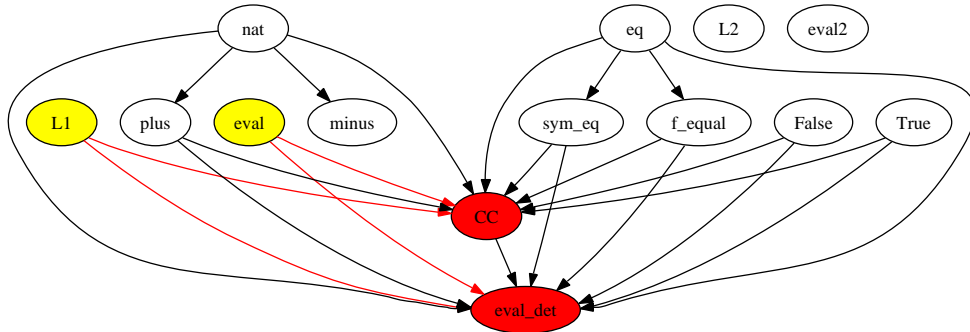 nat
eq
L2
eval2
L1
plus
eval
minus
sym_eq
f_equal
False
True
CC
eval_det